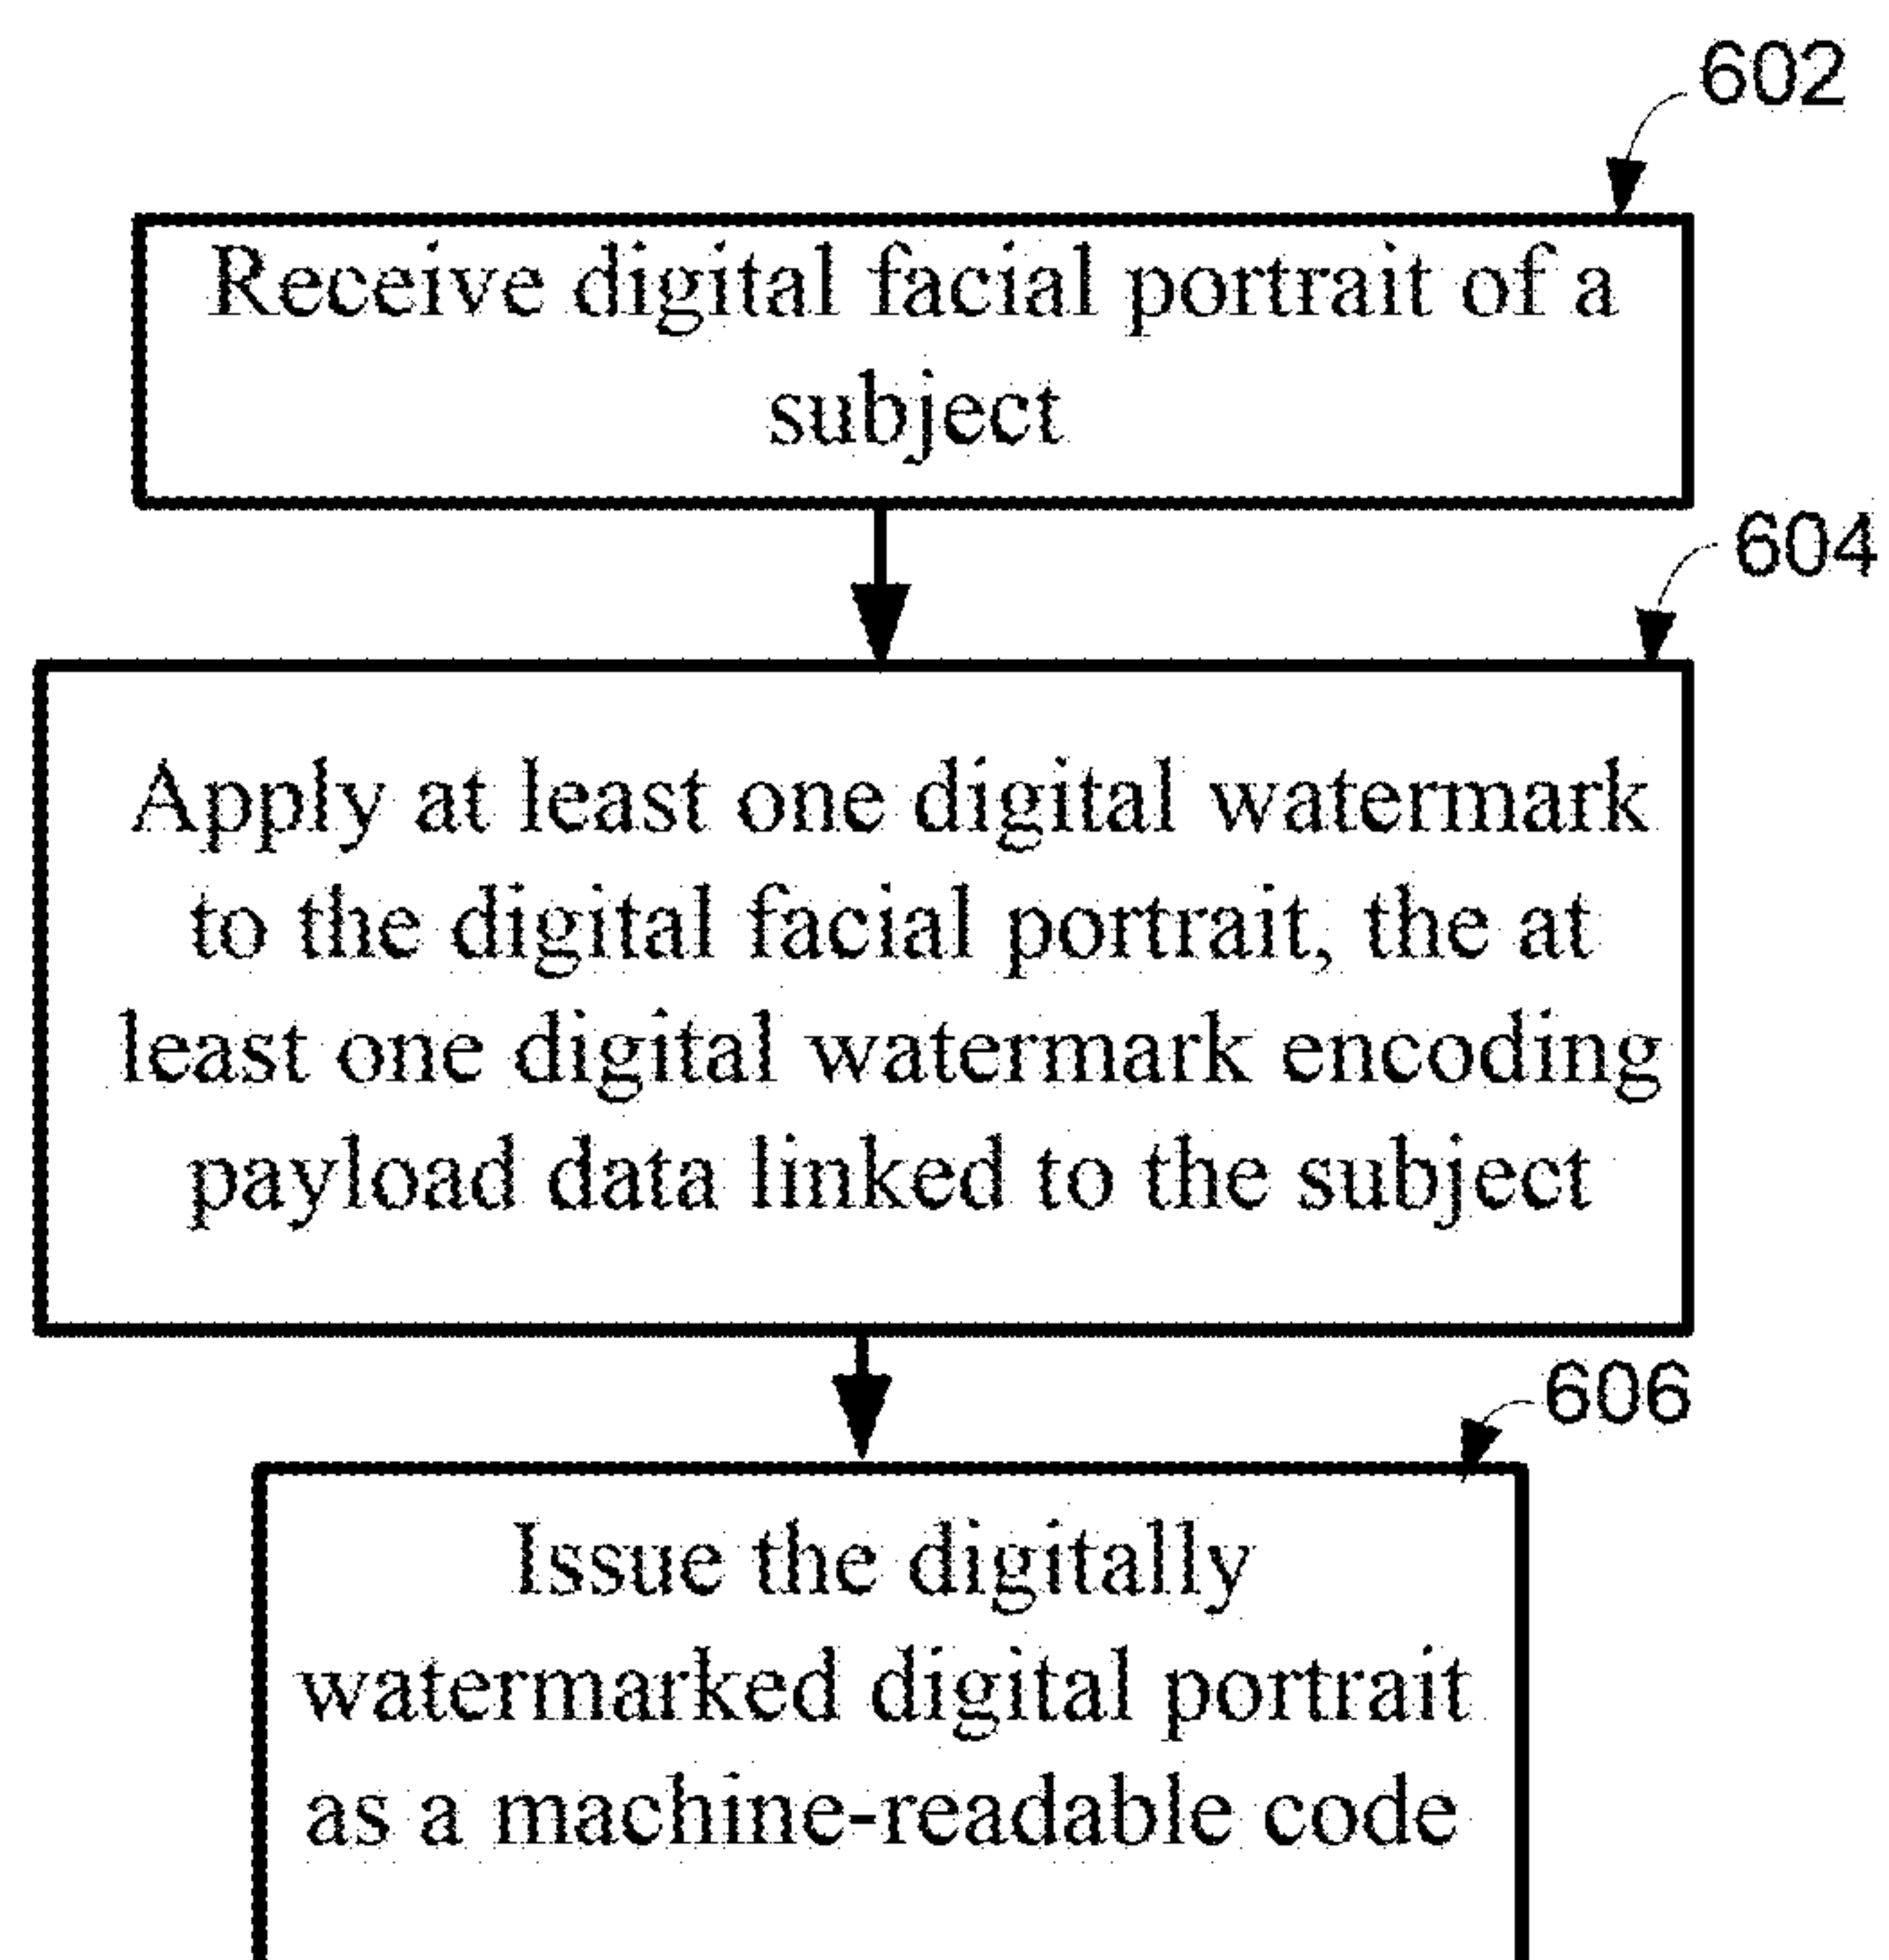 602
Receive digital facial portrait of a
subject
604
Apply at least one digital watermark
to the digital facial portrait, the at
least one digital watermark encoding
payload data linked to the subject
606
Issue the digitally
watermarked digital portrait
as a machine-readable code